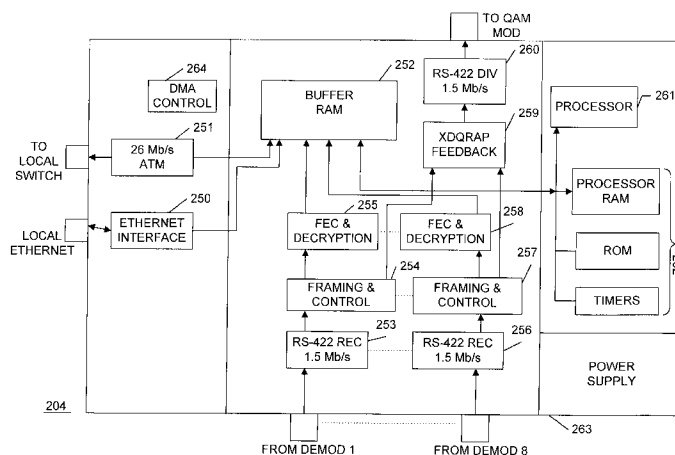 TO QAM
MOD
264
DMA
CONTROL
252
BUFFER
RAM
260
RS-422 DIV
1.5 Mb/s
PROCESSOR
261
TO
LOCAL
SWITCH
251
26 Mb/s
ATM
259
XDQRAP
FEEDBACK
PROCESSOR
RAM
LOCAL
ETHERNET
250
ETHERNET
INTERFACE
255
FEC &
DECRYPTION
258
FEC &
DECRYPTION
ROM
254
FRAMING &
CONTROL
257
FRAMING &
CONTROL
TIMERS
253
RS-422 REC
1.5 Mb/s
256
RS-422 REC
1.5 Mb/s
POWER
SUPPLY
204
263
FROM DEMOD 1
FROM DEMOD 8